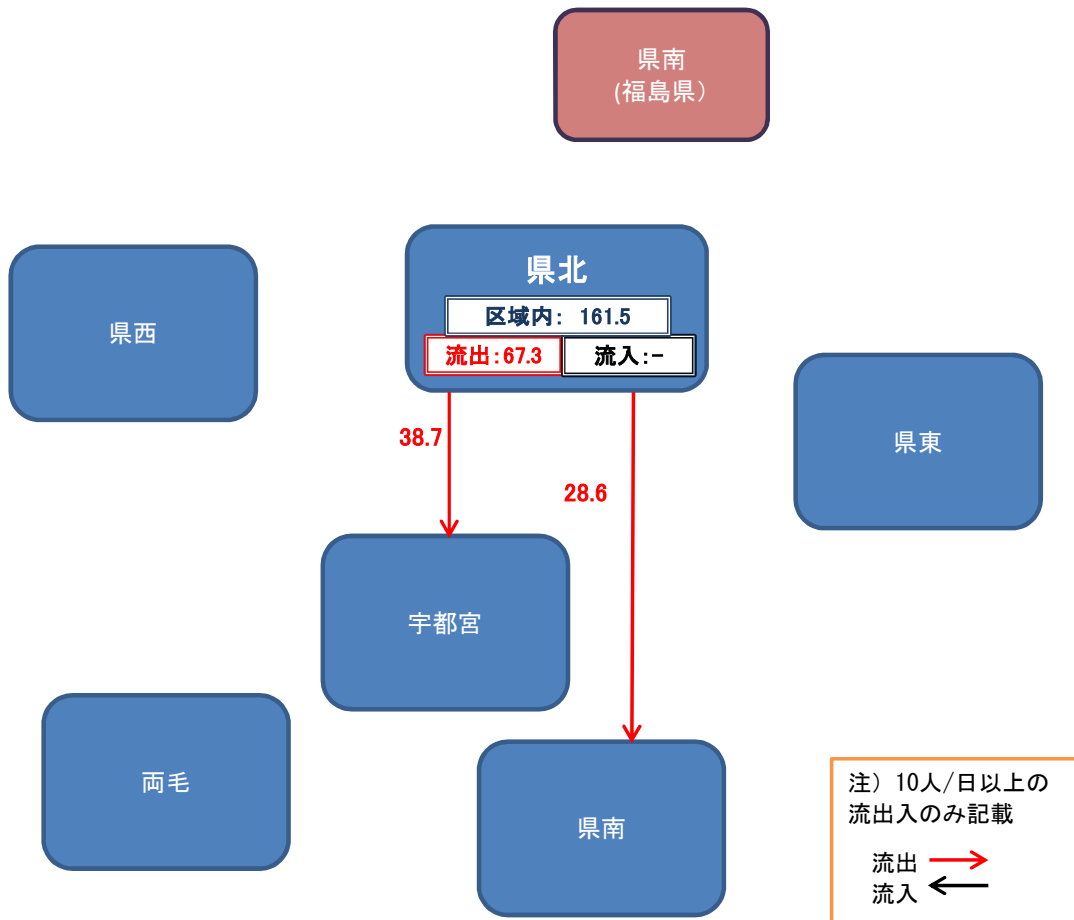 県南
(福島県）
県北
区域内： 161.5
流出：67.3
流入：-
県西
県東
38.7
28.6
宇都宮
両毛
県南
注）10人/日以上の
流出入のみ記載
流出
流入